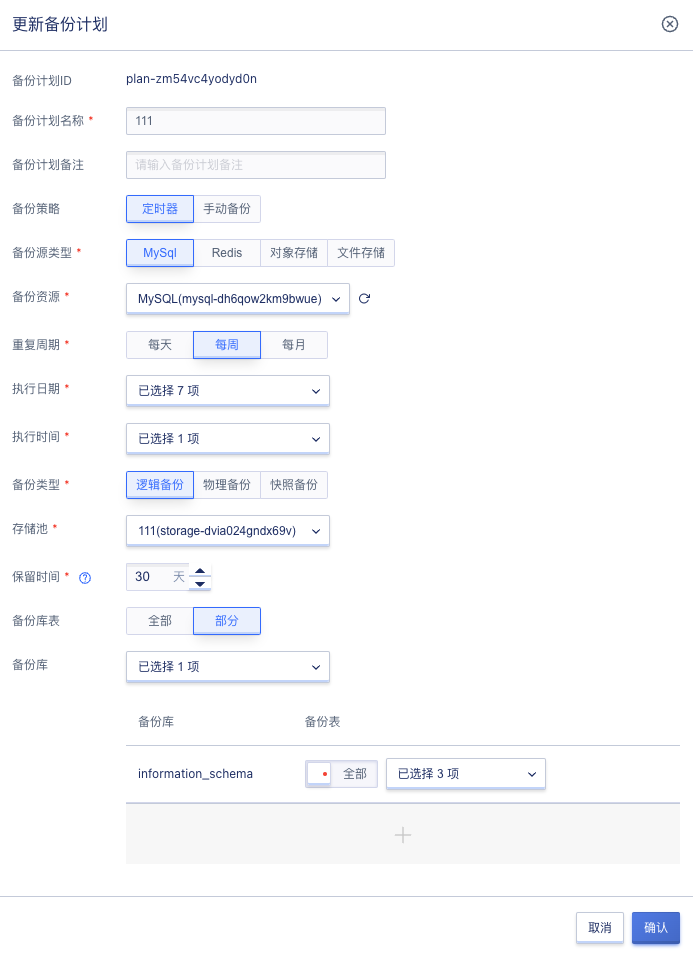 更新备份计划
备份计划ID plan-zm54vc4yodyd0n
备份计划名称 * 111
备份计划备注 请输入备份计划备注
备份策略 定时器 手动备份
备份源类型 * MySql Redis 对象存储 文件存储
备份资源 * MySQL(mysql-dh6qow2km9bwue)
重复周期 * 每天 每周 每月
执行日期 * 已选择 7 项
执行时间 * 已选择 1 项
备份类型 * 逻辑备份 物理备份 快照备份
存储池 * 111(storage-dvia024gndx69v)
保留时间 * 30 天
备份库表 全部 部分
备份库 已选择 1 项
备份库 备份表
information_schema 全部 已选择 3 项
取消 确认